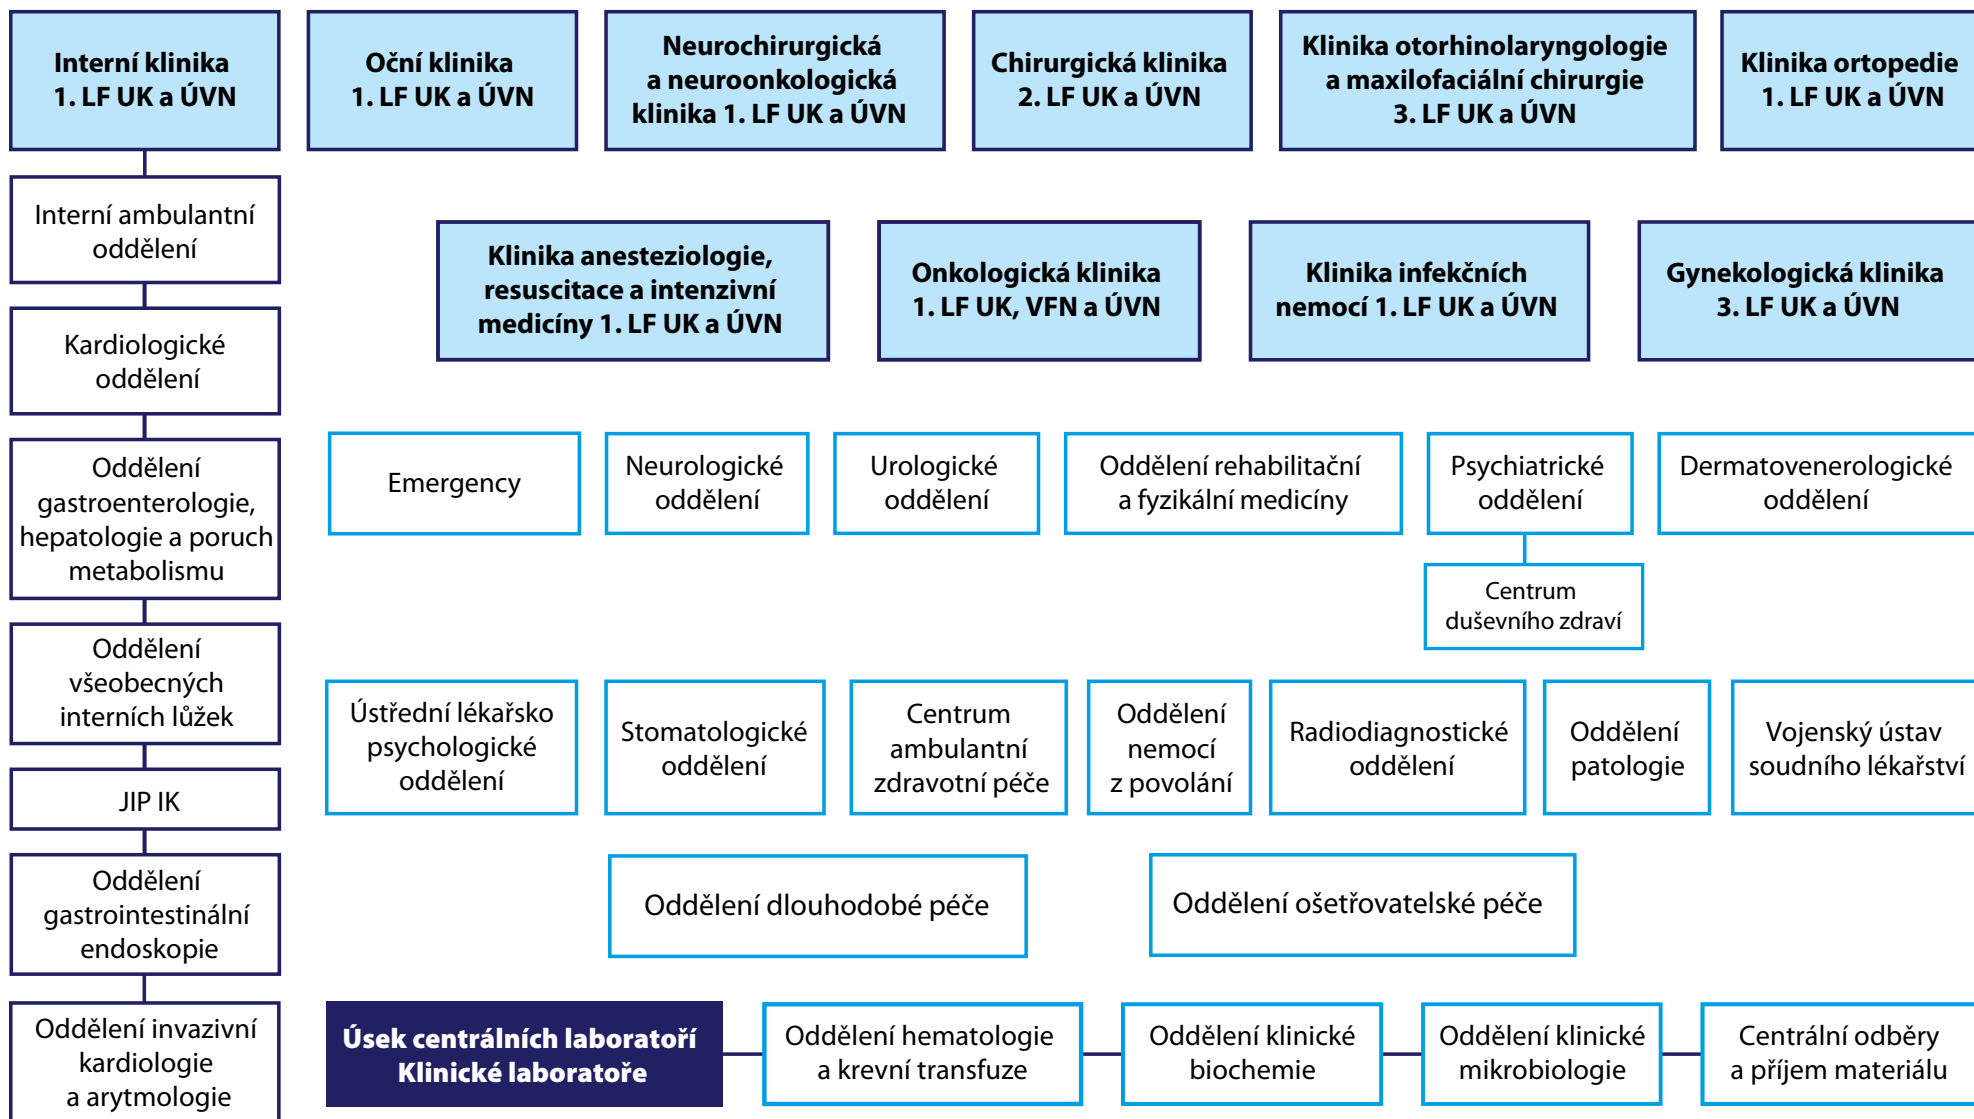 Interní klinika
1. LF UK a ÚVN
Oční klinika
1. LF UK a ÚVN
Neurochirurgická
a neuroonkologická
klinika 1. LF UK a ÚVN
Chirurgická klinika
2. LF UK a ÚVN
Klinika otorhinolaryngologie
a maxilofaciální chirurgie
3. LF UK a ÚVN
Klinika ortopedie
1. LF UK a ÚVN
Interní ambulantní
oddělení
Kardiologické
oddělení
Oddělení
gastroenterologie,
hepatologie a poruch
metabolismu
Oddělení
všeobecných
interních lůžek
JIP IK
Oddělení
gastrointestinální
endoskopie
Oddělení invazivní
kardiologie
a arytmologie
Klinika anesteziologie,
resuscitace a intenzivní
medicíny 1. LF UK a ÚVN
Onkologická klinika
1. LF UK, VFN a ÚVN
Klinika infekčních
nemocí 1. LF UK a ÚVN
Gynekologická klinika
3. LF UK a ÚVN
Emergency
Neurologické
oddělení
Urologické
oddělení
Oddělení rehabilitační
a fyzikální medicíny
Psychiatrické
oddělení
Dermatovenerologické
oddělení
Centrum
duševního zdraví
Ústřední lékařsko
psychologické
oddělení
Stomatologické
oddělení
Centrum
ambulantní
zdravotní péče
Oddělení
nemocí
z povolání
Radiodiagnostické
oddělení
Oddělení
patologie
Vojenský ústav
soudního lékařství
Oddělení dlouhodobé péče
Oddělení ošetřovatelské péče
Úsek centrálních laboratoří
Klinické laboratoře
Oddělení hematologie
a krevní transfuze
Oddělení klinické
biochemie
Oddělení klinické
mikrobiologie
Centrální odběry
a příjem materiálu